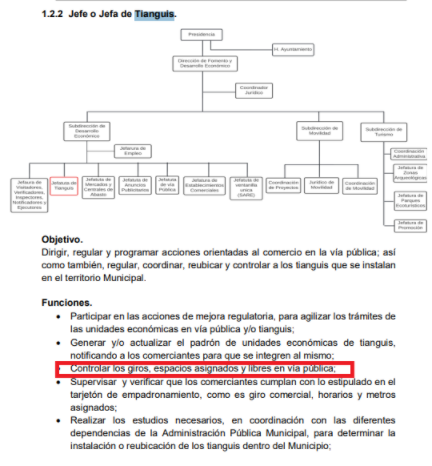 1.2.2 Jefe o Jefa de Tianguis.
Presidencia
H. Ayuntamiento
Dirección de Fomento y
Desarrollo Económico
Coordinador
Jurídico
Subdirección de
Desarrollo
Económico
Subdirección de
Movilidad
Subdirección de
Turismo
Jefatura de
Empleo
Coordinación
Administrativa
Jefatura de
Zonas
Arqueológicas
Jefatura de
Parques
Ecoturísticos
Jefatura de
Promoción
Jefatura de
Visitadores,
Verificadores,
Inspectores,
Notificadores y
Ejecutores
Jefatura de
Tianguis
Jefatura de
Mercados y
Centrales de
Abasto
Jefatura de
Anuncios
Publicitarios
Jefatura
de vía
Pública
Jefatura de
Establecimientos
Comerciales
Jefatura de
ventanilla
única
(SARE)
Coordinación
de Proyectos
Jurídico de
Movilidad
Coordinación
de Movilidad
Objetivo.
Dirigir, regular y programar acciones orientadas al comercio en la vía pública; así
como también, regular, coordinar, reubicar y controlar a los tianguis que se instalan
en el territorio Municipal.
Funciones.
• Participar en las acciones de mejora regulatoria, para agilizar los trámites de
las unidades económicas en vía pública y/o tianguis;
• Generar y/o actualizar el padrón de unidades económicas de tianguis,
notificando a los comerciantes para que se integren al mismo;
• Controlar los giros, espacios asignados y libres en vía pública;
• Supervisar y verificar que los comerciantes cumplan con lo estipulado en el
tarjetón de empadronamiento, como es giro comercial, horarios y metros
asignados;
• Realizar los estudios necesarios, en coordinación con las diferentes
dependencias de la Administración Pública Municipal, para determinar la
instalación o reubicación de los tianguis dentro del Municipio;